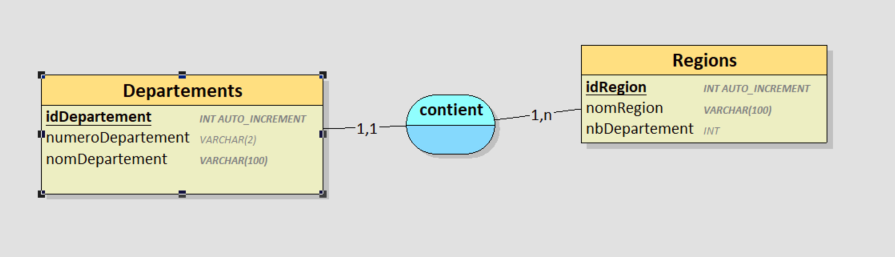 Departements
idDepartement INT AUTO_INCREMENT
numeroDepartement VARCHAR(2)
nomDepartement VARCHAR(100)
1,1
contient
1,n
Regions
idRegion INT AUTO_INCREMENT
nomRegion VARCHAR(100)
nbDepartement INT